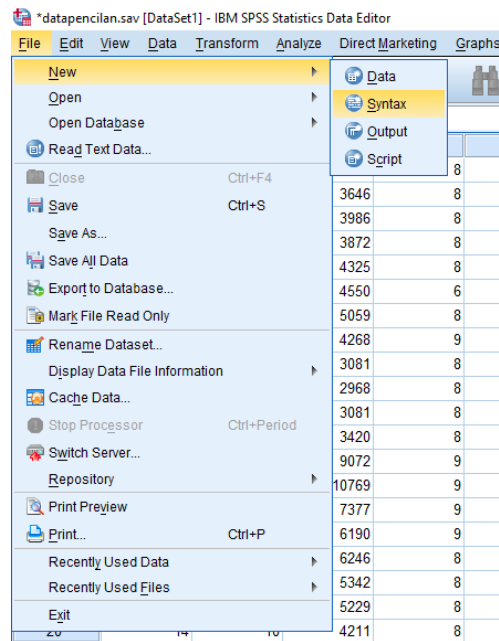 *datapencilan.sav [DataSet1] - IBM SPSS Statistics Data Editor
File Edit View Data Transform Analyze Direct Marketing Graphs
New
Open
Open Database
Read Text Data...
Close Ctrl+F4
Save Ctrl+S
Save As...
Save All Data
Export to Database...
Mark File Read Only
Rename Dataset...
Display Data File Information
Cache Data...
Stop Processor Ctrl+Period
Switch Server...
Repository
Print Preview
Print... Ctrl+P
Recently Used Data
Recently Used Files
Exit
Data
Syntax
Output
Script
8
3646 8
3986 8
3872 8
4325 8
4550 6
5059 8
4268 9
3081 8
2968 8
3081 8
3420 8
9072 9
10769 9
7377 9
6190 9
6246 8
5342 8
5229 8
4211 8